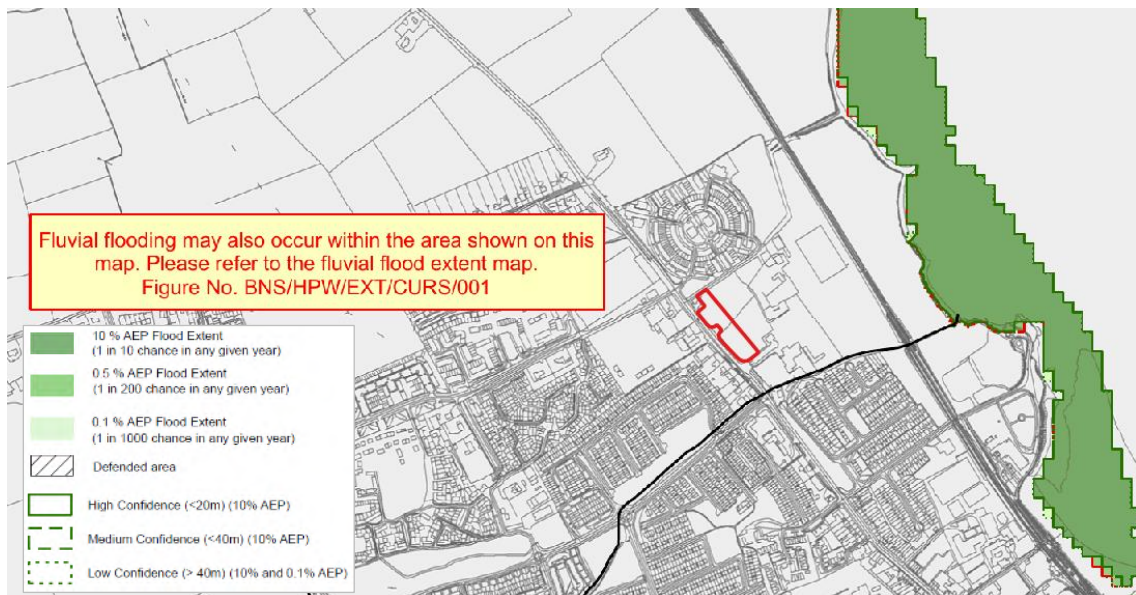 Fluvial flooding may also occur within the area shown on this
map. Please refer to the fluvial flood extent map.
Figure No. BNS/HPW/EXT/CURS/001
10 % AEP Flood Extent
(1 in 10 chance in any given year)
0.5 % AEP Flood Extent
(1 in 200 chance in any given year)
0.1 % AEP Flood Extent
(1 in 1000 chance in any given year)
Defended area
High Confidence (<20m) (10% AEP)
Medium Confidence (<40m) (10% AEP)
Low Confidence (> 40m) (10% and 0.1% AEP)